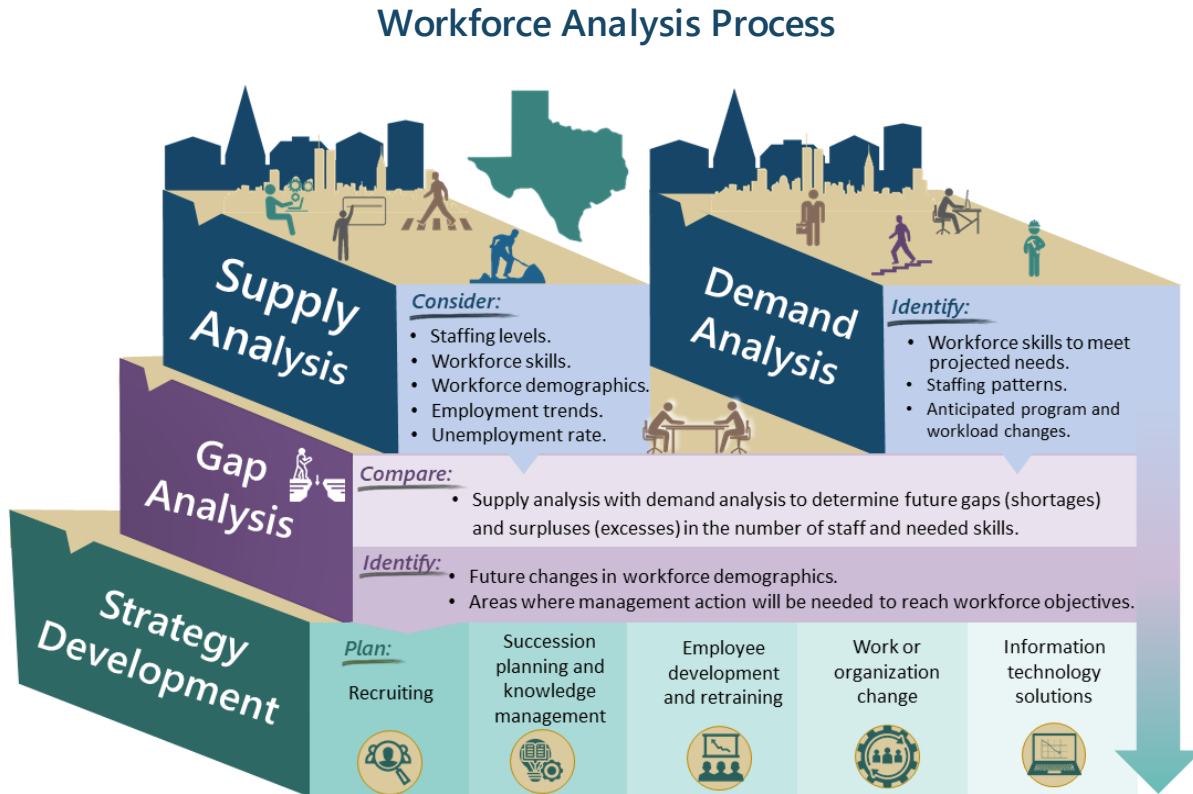 Workforce Analysis Process
Supply
Analysis
Consider:
• Staffing levels.
• Workforce skills.
• Workforce demographics.
• Employment trends.
• Unemployment rate.
Demand
Analysis
Identify:
• Workforce skills to meet
projected needs.
• Staffing patterns.
• Anticipated program and
workload changes.
Gap
Analysis
Compare:
• Supply analysis with demand analysis to determine future gaps (shortages)
and surpluses (excesses) in the number of staff and needed skills.
Identify:
• Future changes in workforce demographics.
• Areas where management action will be needed to reach workforce objectives.
Strategy
Development
Plan:
Recruiting
Succession
planning and
knowledge
management
Employee
development
and retraining
Work or
organization
change
Information
technology
solutions